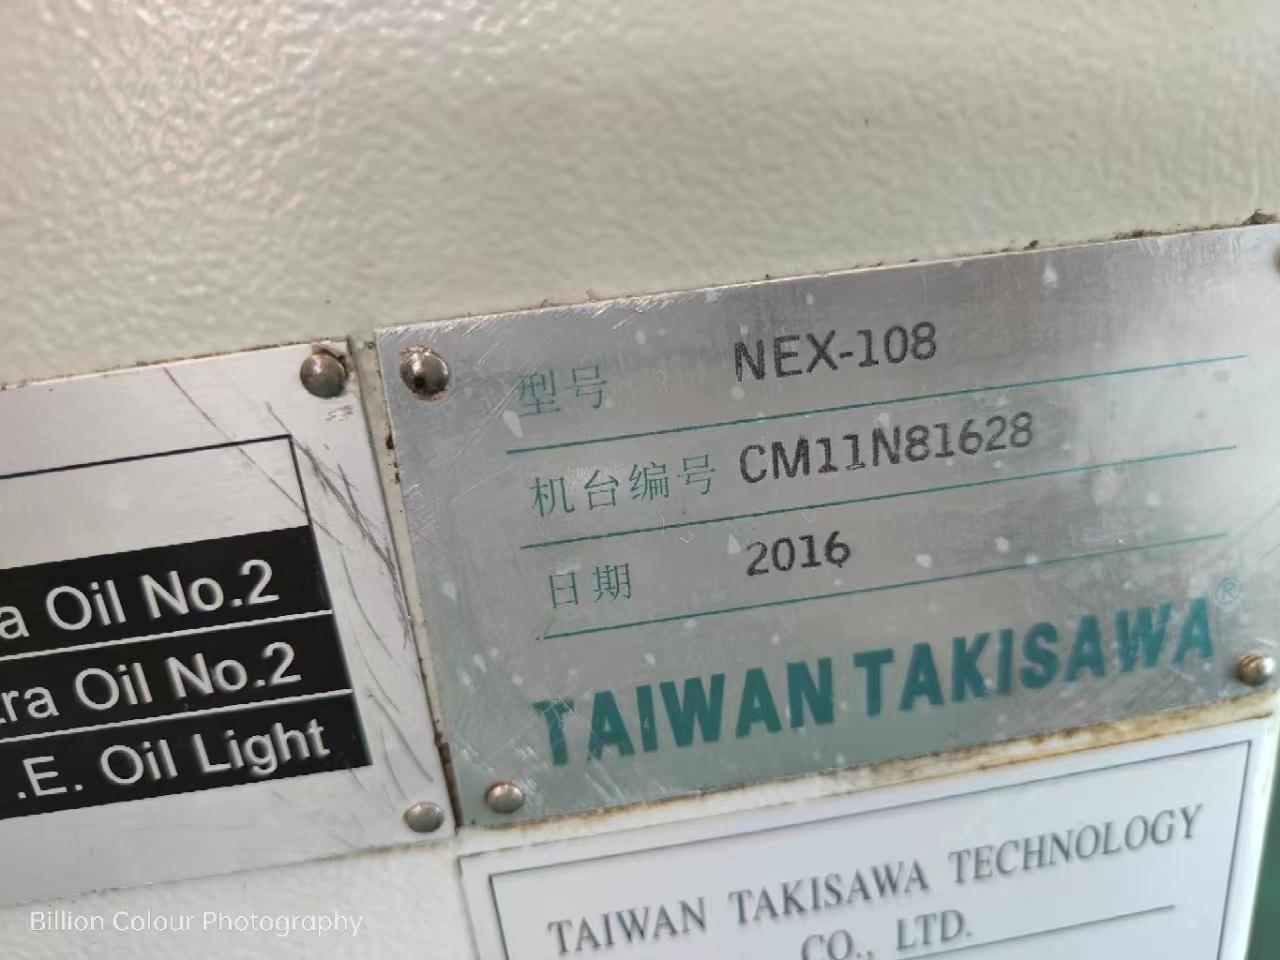 型号 NEX-108
机台编号 CM11N81628
日期 2016
TAIWAN TAKISAWA®
a Oil No.2
ra Oil No.2
.E. Oil Light
TAIWAN TAKISAWA TECHNOLOGY
CO., LTD.
Billion Colour Photography